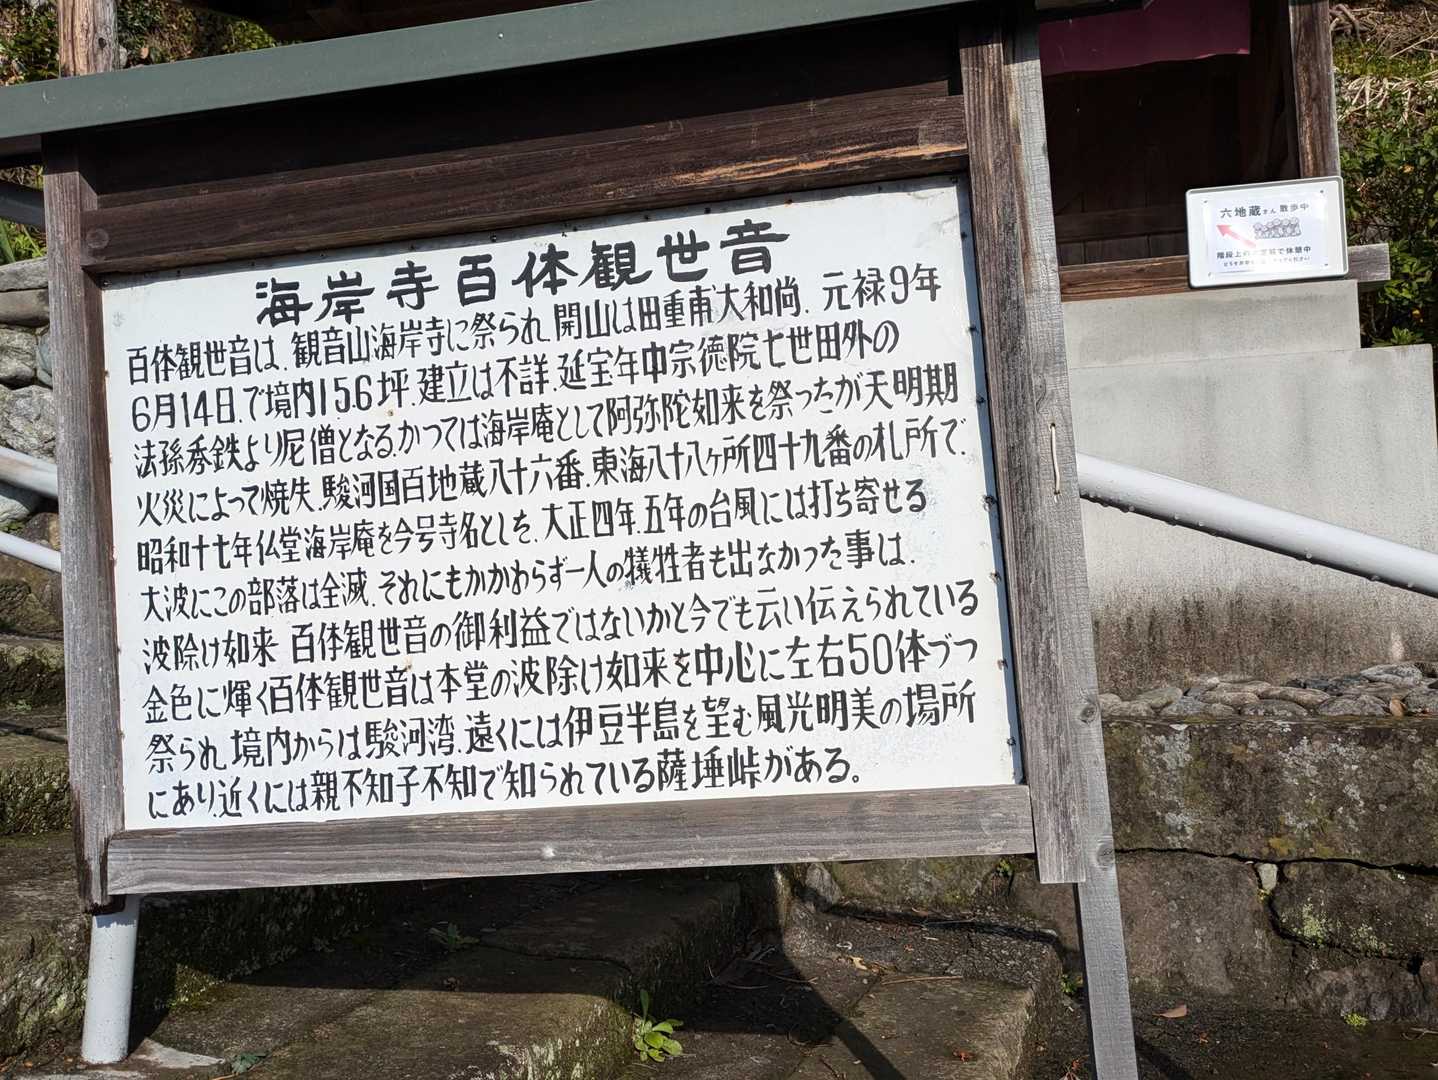 海岸寺百体観世音
百体観世音は、観音山海岸寺に祭られ、開山は田重甫大和尚、元禄9年
6月14日、で境内156坪、建立は不詳、延宝年中宗徳院七世田外の
法孫秀鉄より尼僧となる、かつては海岸庵として阿弥陀如来を祭ったが天明期
火災によって焼失、駿河国百地蔵八十六番、東海八十八ヶ所四十九番の札所で、
昭和十七年仏堂海岸庵を今号寺名とした、大正四年、五年の台風には打ち寄せる
大波にこの部落は全滅、それにもかかわらず一人の犠牲者も出なかった事は、
波除け如来 百体観世音の御利益ではないかと今でも云い伝えられている
金色に輝く百体観世音は本堂の波除け如来を中心に左右50体づつ
祭られ、境内からは駿河湾、遠くには伊豆半島を望む風光明美の場所
にあり、近くには親不知子不知で知られている薩埵峠がある。
六地蔵さん散歩中